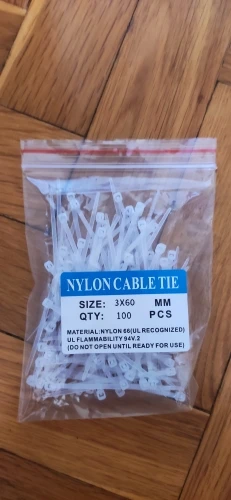 NYLON CABLE TIE
SIZE: 3X60 MM
QTY: 100 PCS
MATERIAL:NYLON 66(UL RECOGNIZED)
UL FLAMMABILITY 94V.2
(DO NOT OPEN UNTIL READY FOR USE)